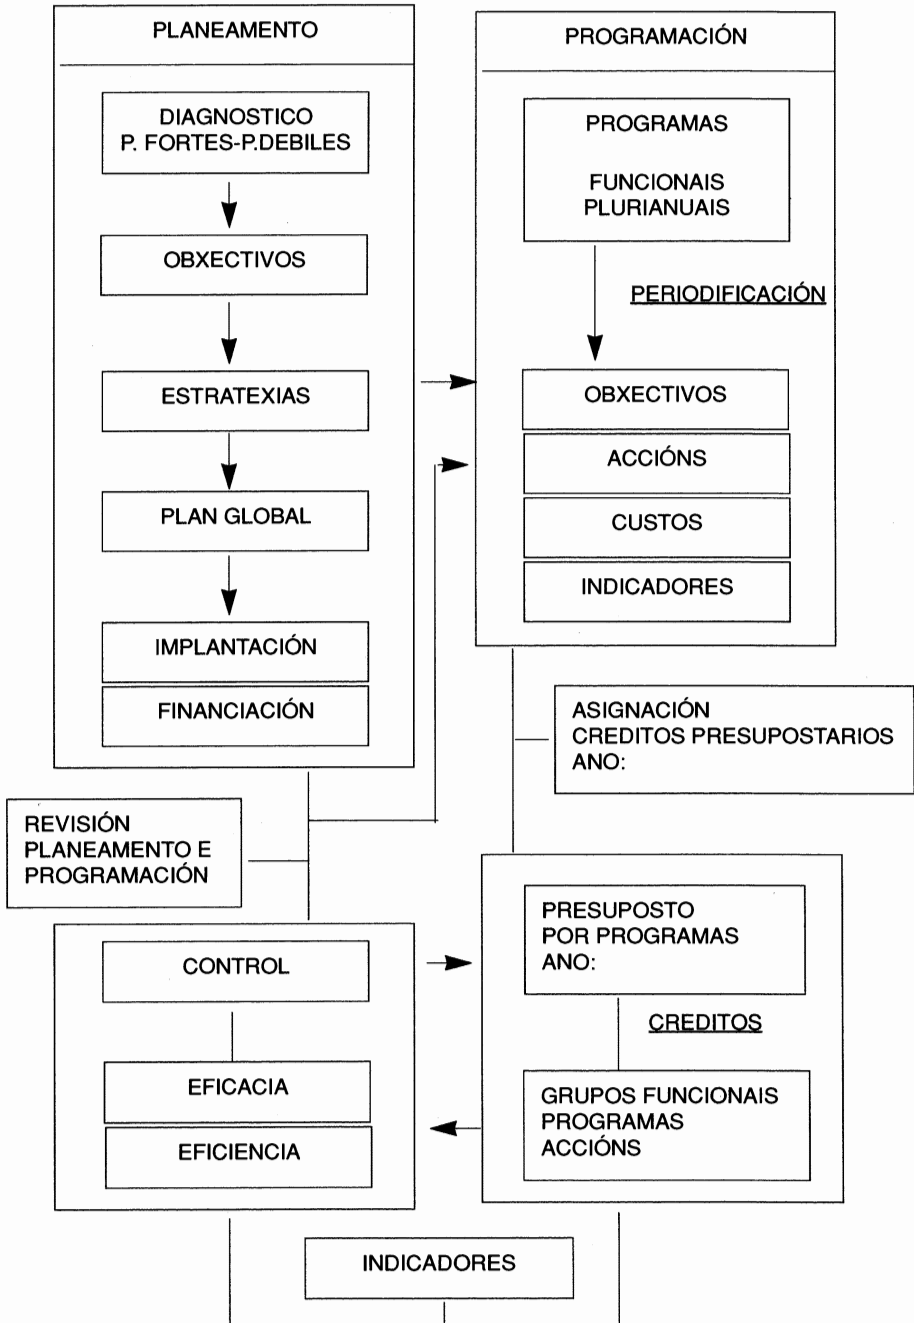 PLANEAMENTO
DIAGNOSTICO
P. FORTES-P.DEBILES
OBXECTIVOS
ESTRATEXIAS
PLAN GLOBAL
IMPLANTACIÓN
FINANCIACIÓN
PROGRAMACIÓN
PROGRAMAS
FUNCIONAIS
PLURIANUAIS
PERIODIFICACIÓN
OBXECTIVOS
ACCIÓNS
CUSTOS
INDICADORES
ASIGNACIÓN
CREDITOS PRESUPOSTARIOS
ANO:
REVISIÓN
PLANEAMENTO E
PROGRAMACIÓN
CONTROL
EFICACIA
EFICIENCIA
PRESUPOSTO
POR PROGRAMAS
ANO:
CREDITOS
GRUPOS FUNCIONAIS
PROGRAMAS
ACCIÓNS
INDICADORES